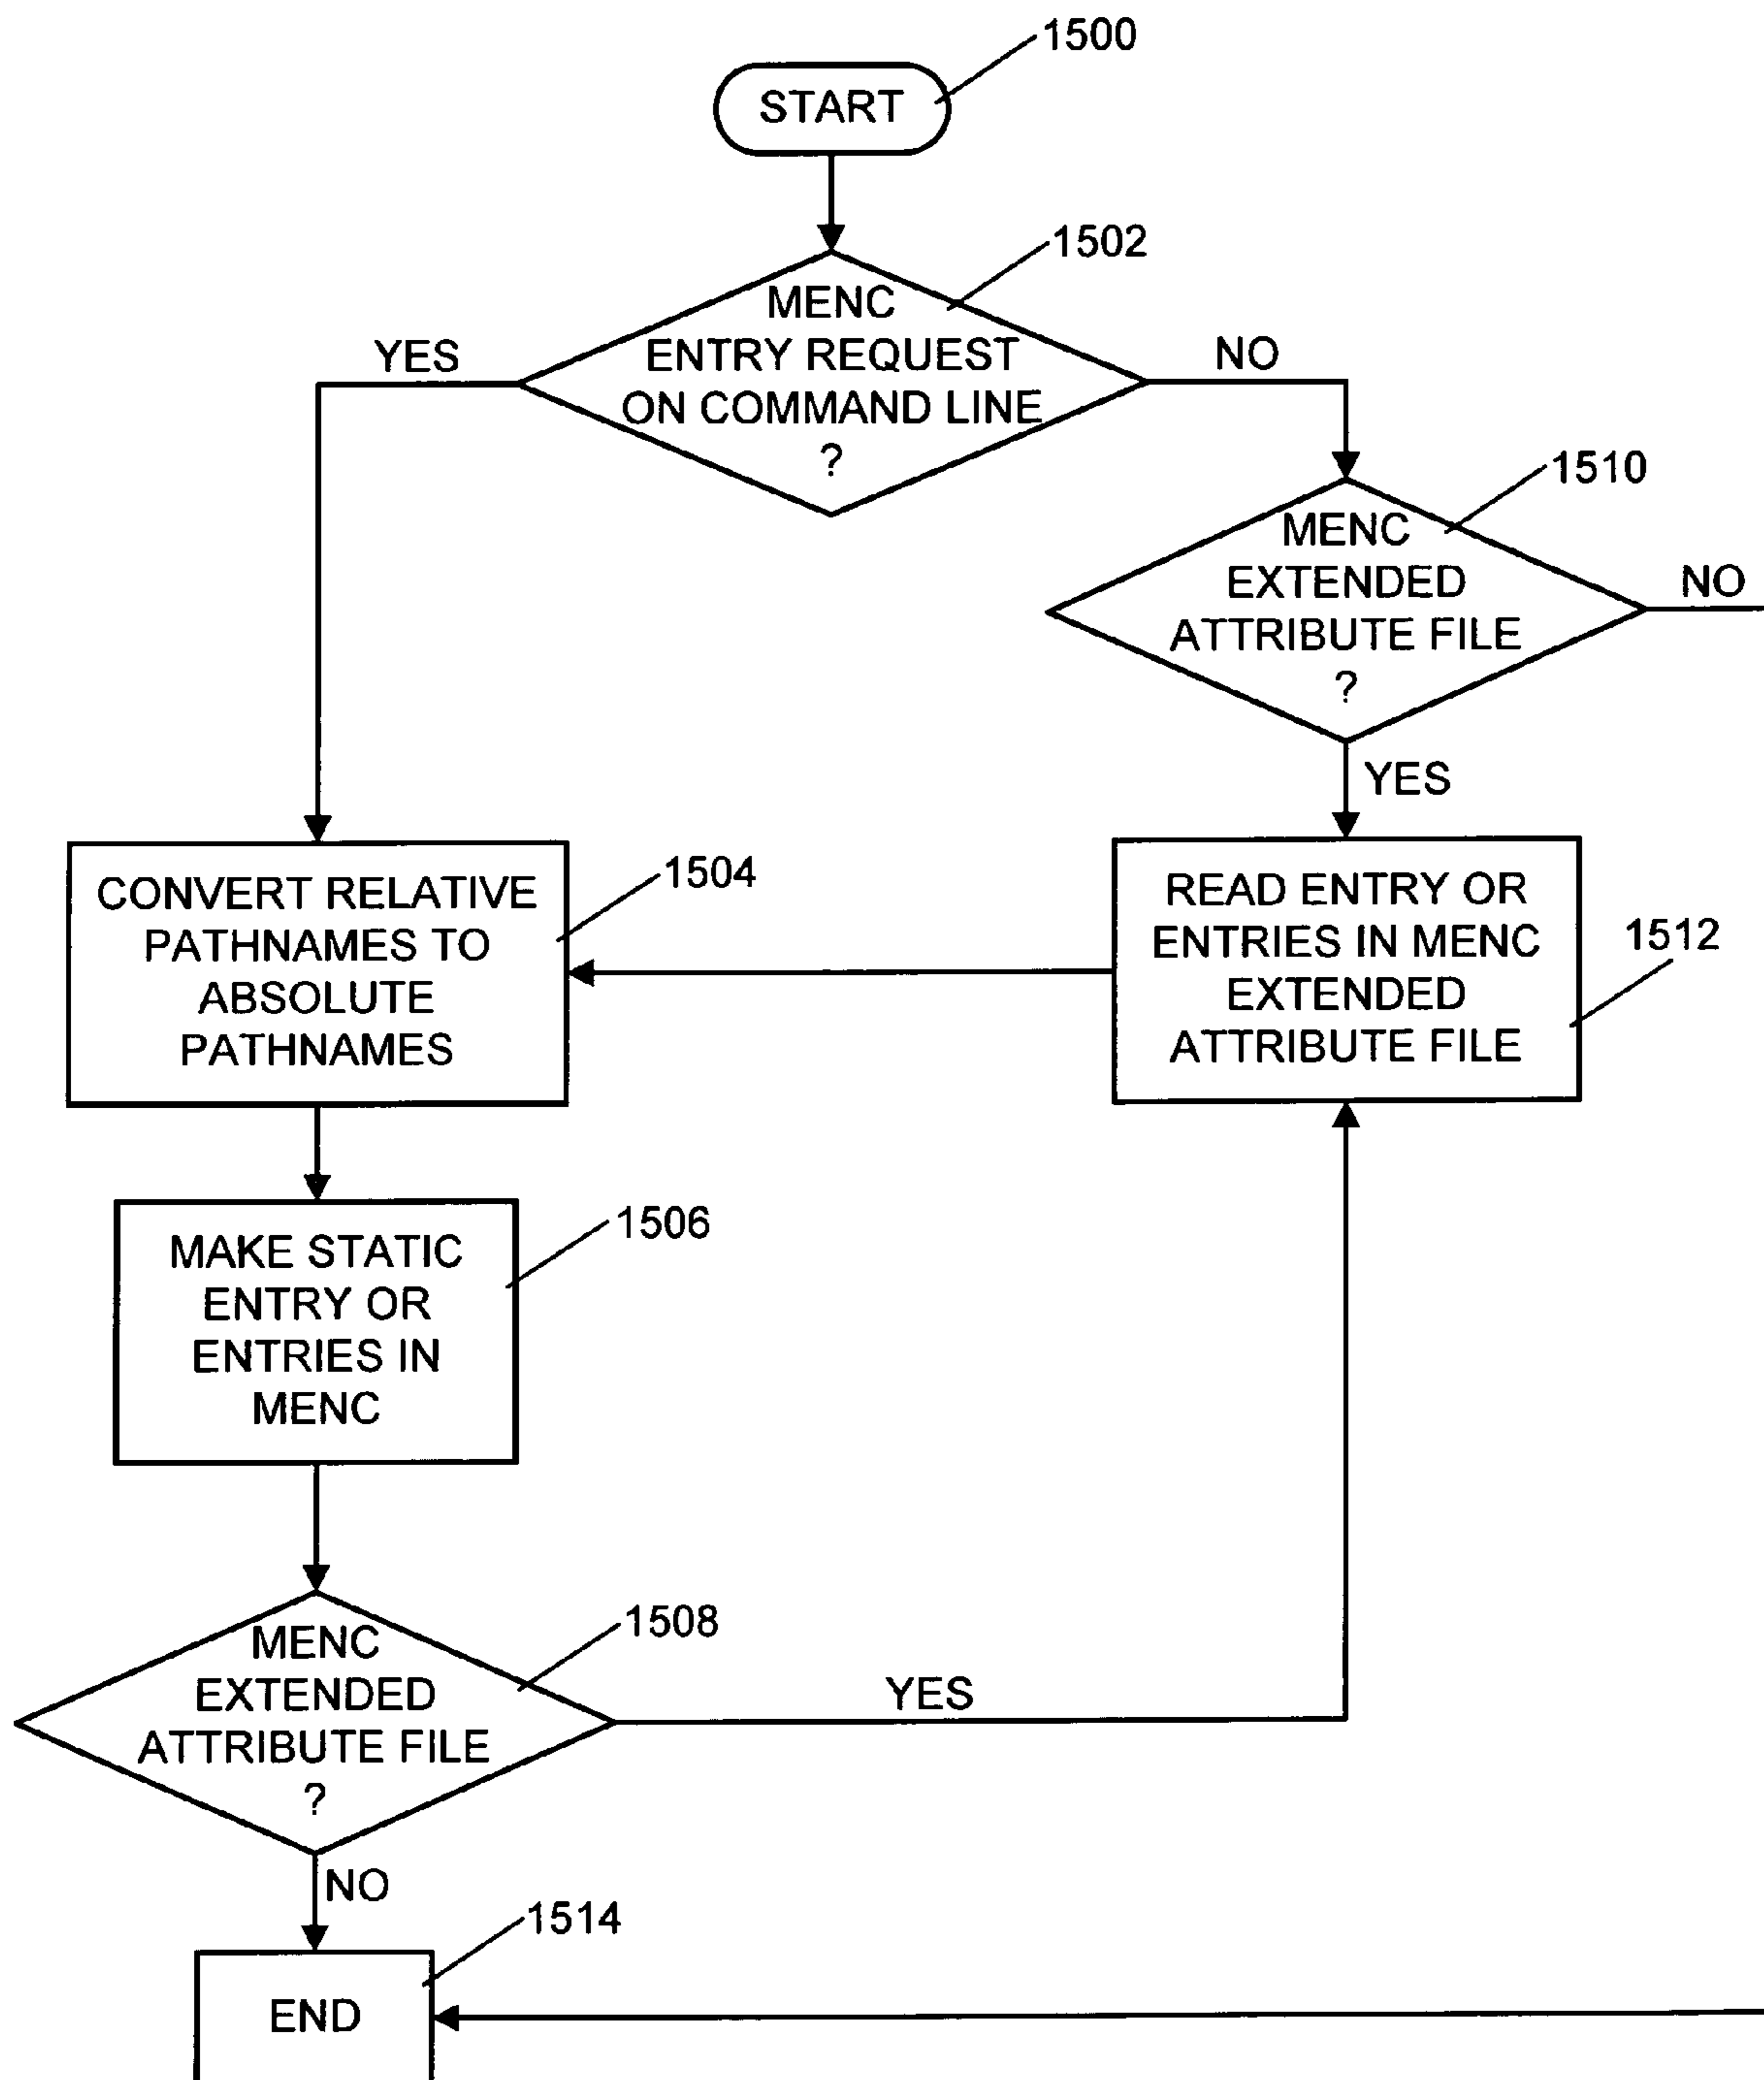 1500
START
1502
MENC
ENTRY REQUEST
ON COMMAND LINE
?
YES
NO
1510
MENC
EXTENDED
ATTRIBUTE FILE
?
NO
YES
1504
CONVERT RELATIVE
PATHNAMES TO
ABSOLUTE
PATHNAMES
READ ENTRY OR
ENTRIES IN MENC
EXTENDED
ATTRIBUTE FILE
1512
1506
MAKE STATIC
ENTRY OR
ENTRIES IN
MENC
1508
MENC
EXTENDED
ATTRIBUTE FILE
?
YES
NO
1514
END